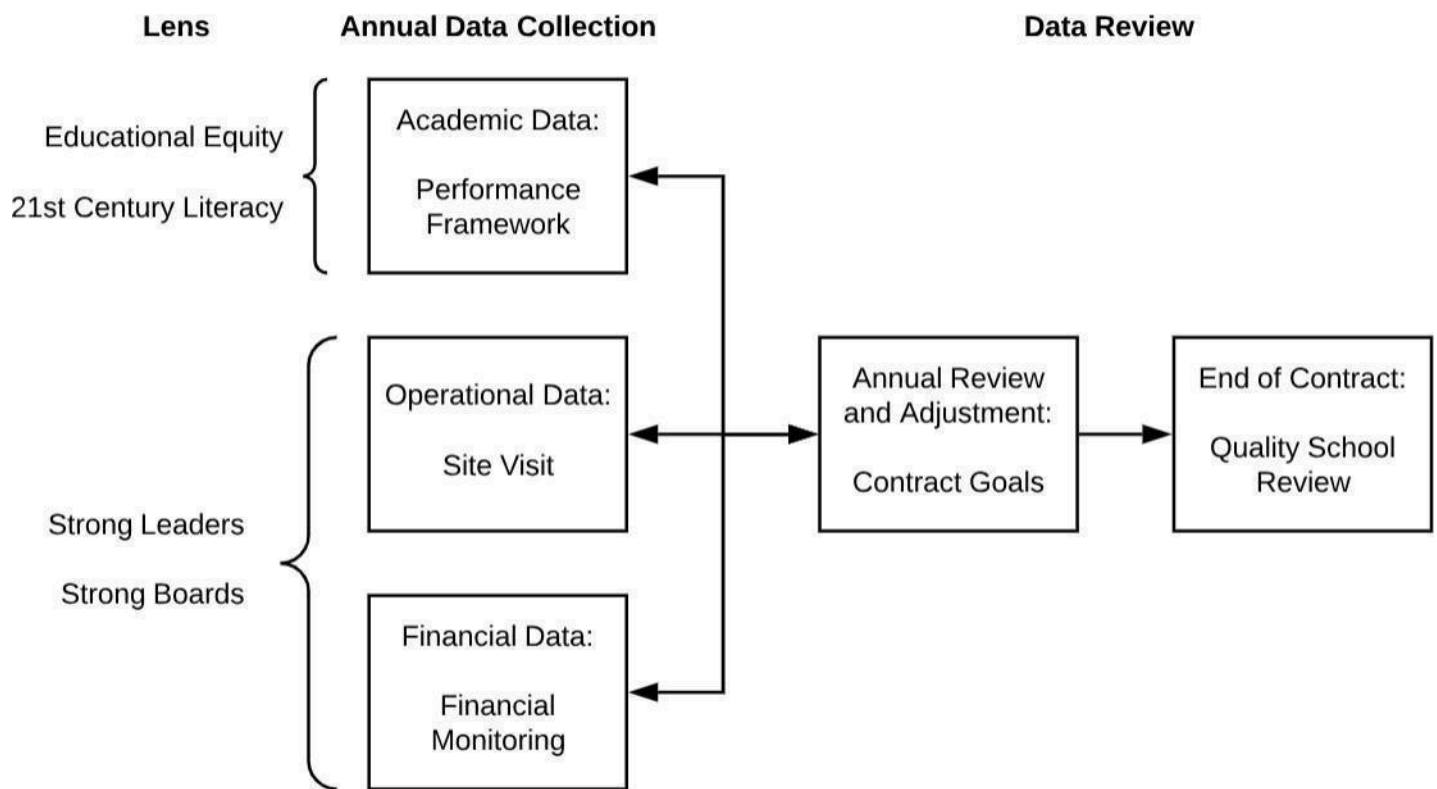 Lens
Annual Data Collection
Data Review
Educational Equity
21st Century Literacy
Academic Data:
Performance
Framework
Strong Leaders
Strong Boards
Operational Data:
Site Visit
Financial Data:
Financial
Monitoring
Annual Review
and Adjustment:
Contract Goals
End of Contract:
Quality School
Review